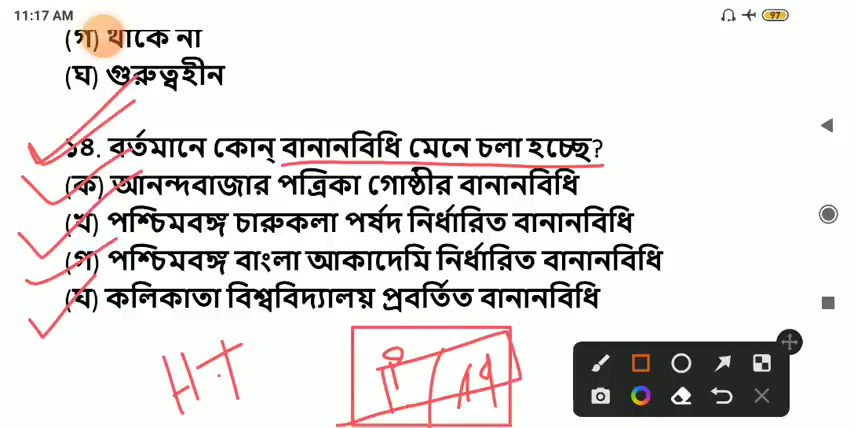 11:17 AM
97
(গ) থাকে না
(ঘ) গুরুত্বহীন
১৪. বর্তমানে কোন্ বানানবিধি মেনে চলা হচ্ছে?
(ক) আনন্দবাজার পত্রিকা গোষ্ঠীর বানানবিধি
(খ) পশ্চিমবঙ্গ চারুকলা পর্ষদ নির্ধারিত বানানবিধি
(গ) পশ্চিমবঙ্গ বাংলা আকাদেমি নির্ধারিত বানানবিধি
(ঘ) কলিকাতা বিশ্ববিদ্যালয় প্রবর্তিত বানানবিধি
H.T